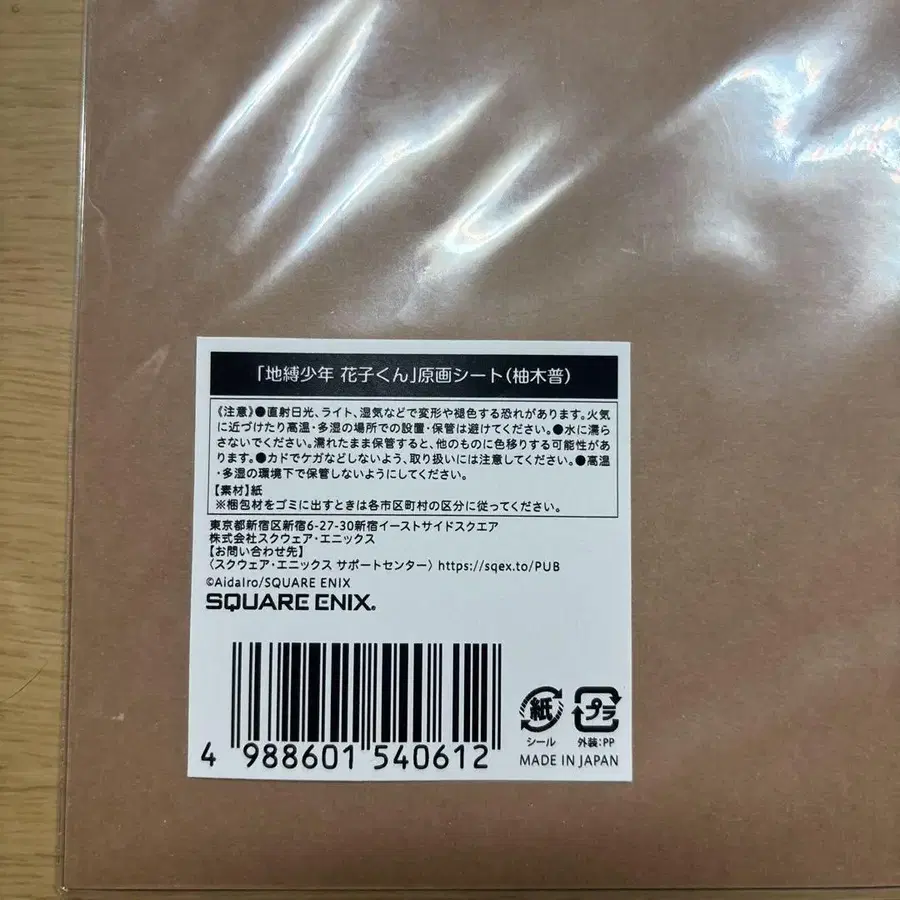 「地縛少年 花子くん」原画シート(柚木普)
《注意》●直射日光、ライト、湿気などで変形や褪色する恐れがあります。火気
に近づけたり高温・多湿の場所での設置・保管は避けてください。●水に濡ら
さないでください。濡れたまま保管すると、他のものに色移りする可能性があ
ります。●カドでケガなどしないよう、取り扱いには注意してください。●高温
・多湿の環境下で保管しないようにしてください。
【素材】紙
※梱包材をゴミに出すときは各市区町村の区分に従ってください。
東京都新宿区新宿6-27-30新宿イーストサイドスクエア
株式会社スクウェア・エニックス
【お問い合わせ先】
〈スクウェア・エニックス サポートセンター〉https://sqex.to/PUB
©AidaIro/SQUARE ENIX
SQUARE ENIX.
紙 プラ
シール 外装:PP
4 988601 540612
MADE IN JAPAN